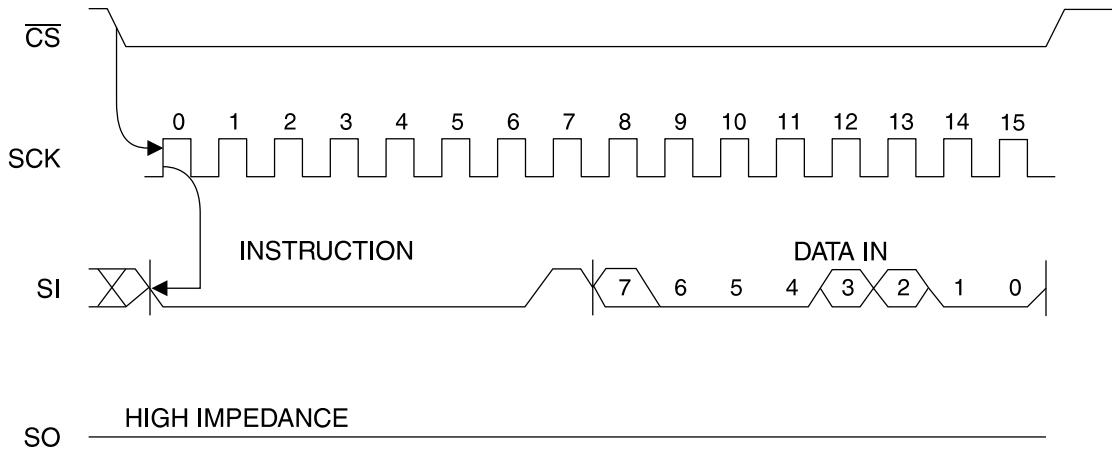 CS
0 1 2 3 4 5 6 7 8 9 10 11 12 13 14 15
SCK
INSTRUCTION DATA IN
SI 7 6 5 4 3 2 1 0
HIGH IMPEDANCE
SO